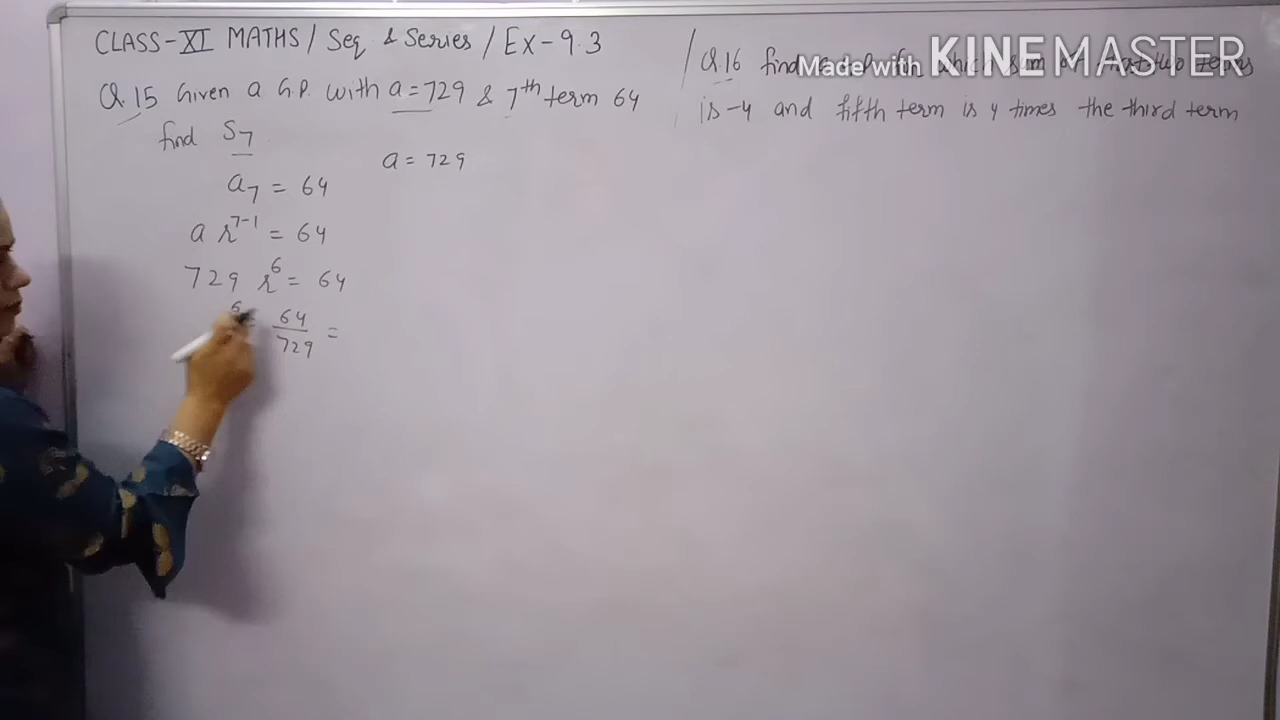 CLASS-XI MATHS/ Seq & Series / Ex-9.3
Q.15 Given a G.P. with a = 729 & 7th term 64
find S7
a = 729
a7 = 64
a r^7-1 = 64
729 r^6 = 64
6 = 64/729 =
Q.16 find
is -4 and fifth term is 4 times the third term
Made with KINEMASTER